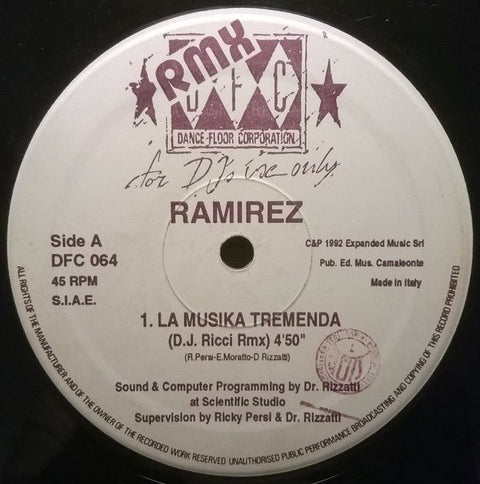 RMX
DFC
DANCE FLOOR CORPORATION
for DJs use only
RAMIREZ
Side A
DFC 064
45 RPM
S.I.A.E.
C&P 1992 Expanded Music Srl
Pub. Ed. Mus. Camaleonte
Made in Italy
1. LA MUSIKA TREMENDA
(D.J. Ricci Rmx) 4'50"
(R.Persi-E.Moratto-D Rizzatti)
Sound & Computer Programming by Dr. Rizzatti
at Scientific Studio
Supervision by Ricky Persi & Dr. Rizzatti
ALL RIGHTS OF THE MANUFACTURER AND OF THE OWNER OF THE RECORDED WORK RESERVED UNAUTHORISED PUBLIC PERFORMANCE BROADCASTING AND COPYING OF THIS RECORD PROHIBITED